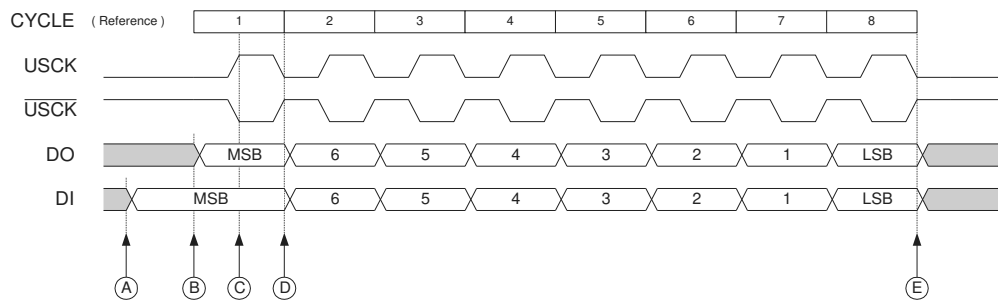 CYCLE ( Reference ) 1 2 3 4 5 6 7 8
USCK
USCK
DO MSB 6 5 4 3 2 1 LSB
DI MSB 6 5 4 3 2 1 LSB
A B C D E